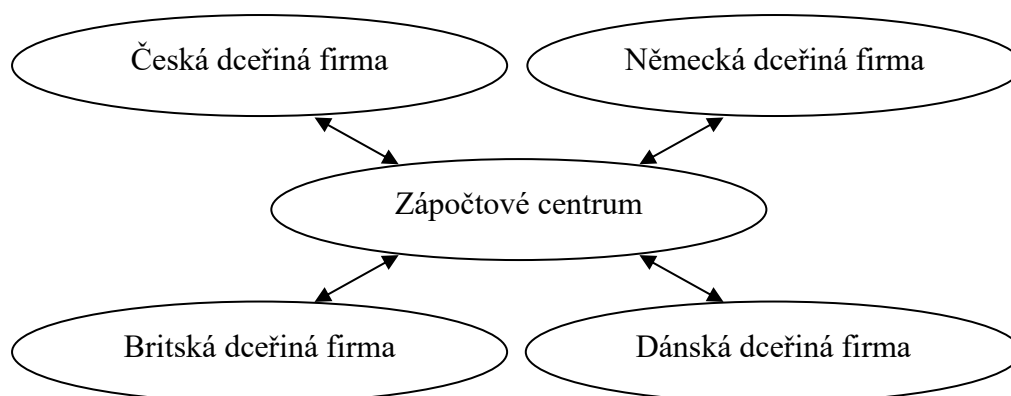 Česká dceřiná firma
Německá dceřiná firma
Zápočtové centrum
Britská dceřiná firma
Dánská dceřiná firma